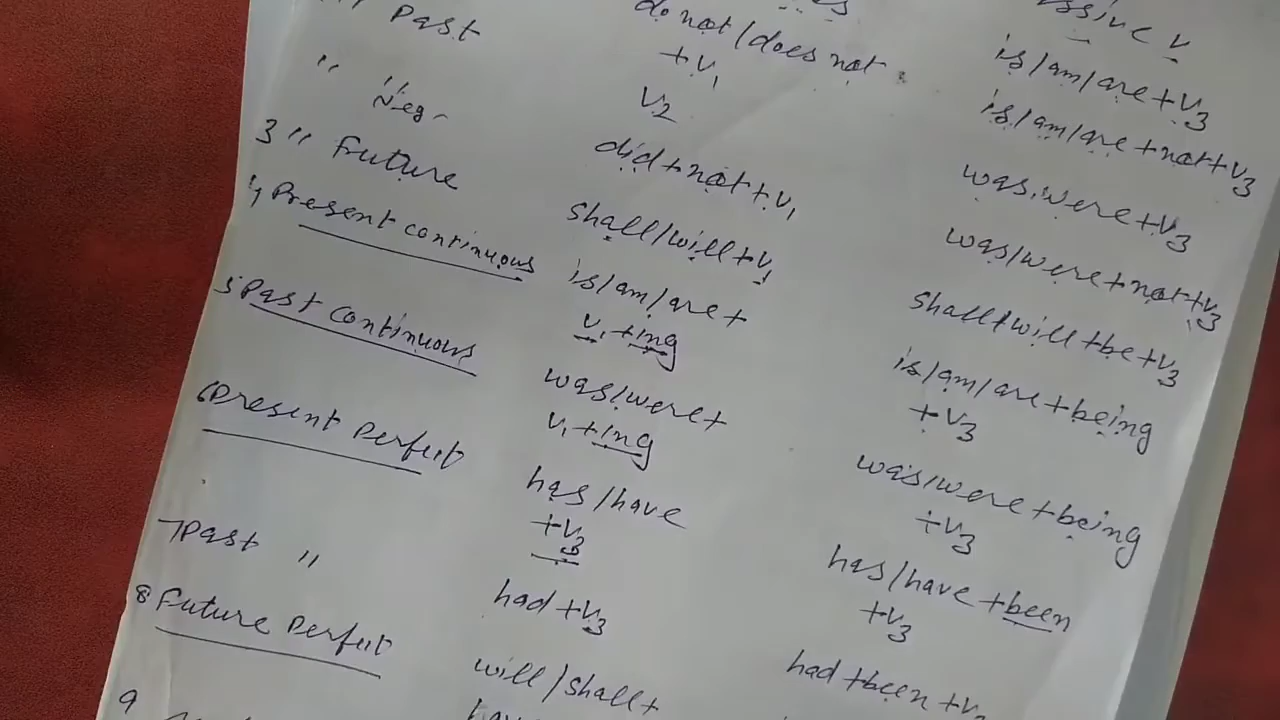 Past
do not/does not
is/am/are+V3
" Neg-
+V1
is/am/are+not+V3
V2
3 " Future
did+not+V1
was/were+V3
4, Present continuous
shall/will+V1
was/were+not+V3
is/am/are+
V1+ing
shall+will+be+V3
5, Past continuous
was/were+
V1+ing
is/am/are+being
+V3
6 Present Perfect
has/have
+V3
was/were+being
+V3
7 Past "
had+V3
has/have+been
+V3
8 Future Perfect
will/shall+
had+been+V3
9